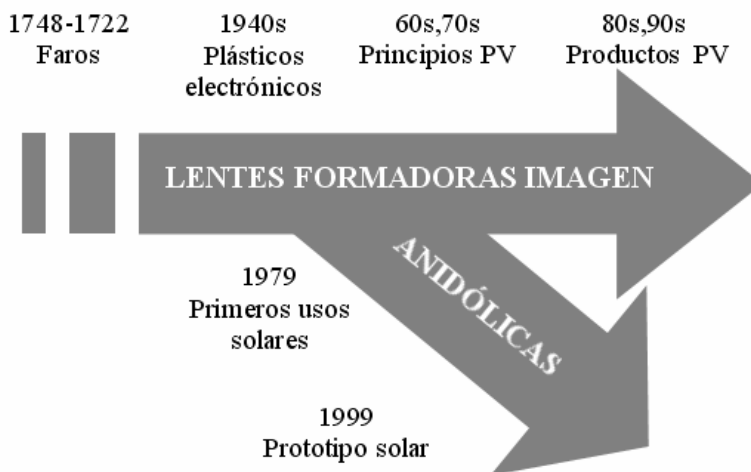 1748-1722
Faros
1940s
Plásticos
electrónicos
60s,70s
Principios PV
80s,90s
Productos PV
LENTES FORMADORAS IMAGEN
ANIDÓLICAS
1979
Primeros usos
solares
1999
Prototipo solar